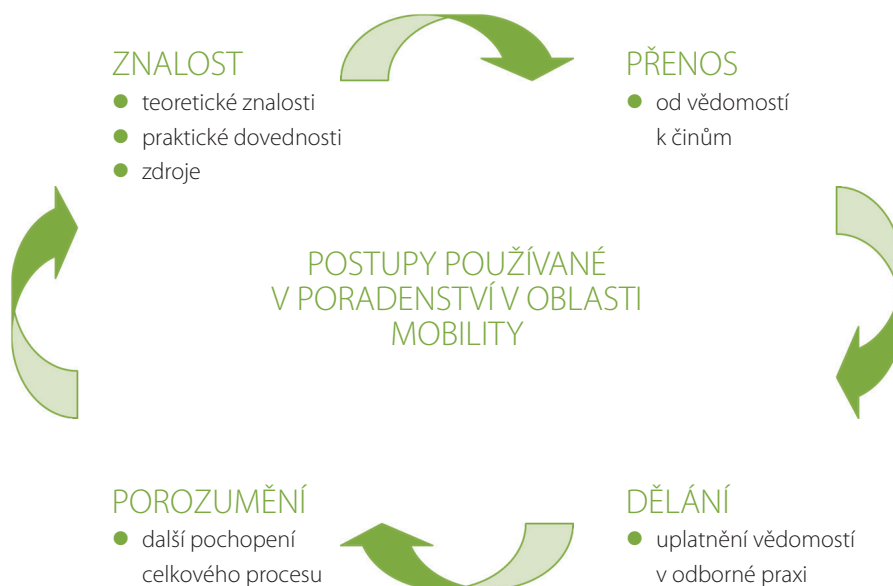 ZNALOST
● teoretické znalosti
● praktické dovednosti
● zdroje
PŘENOS
● od vědomostí
k činům
POSTUPY POUŽÍVANÉ
V PORADENSTVÍ V OBLASTI
MOBILITY
POROZUMĚNÍ
● další pochopení
celkového procesu
DĚLÁNÍ
● uplatnění vědomostí
v odborné praxi